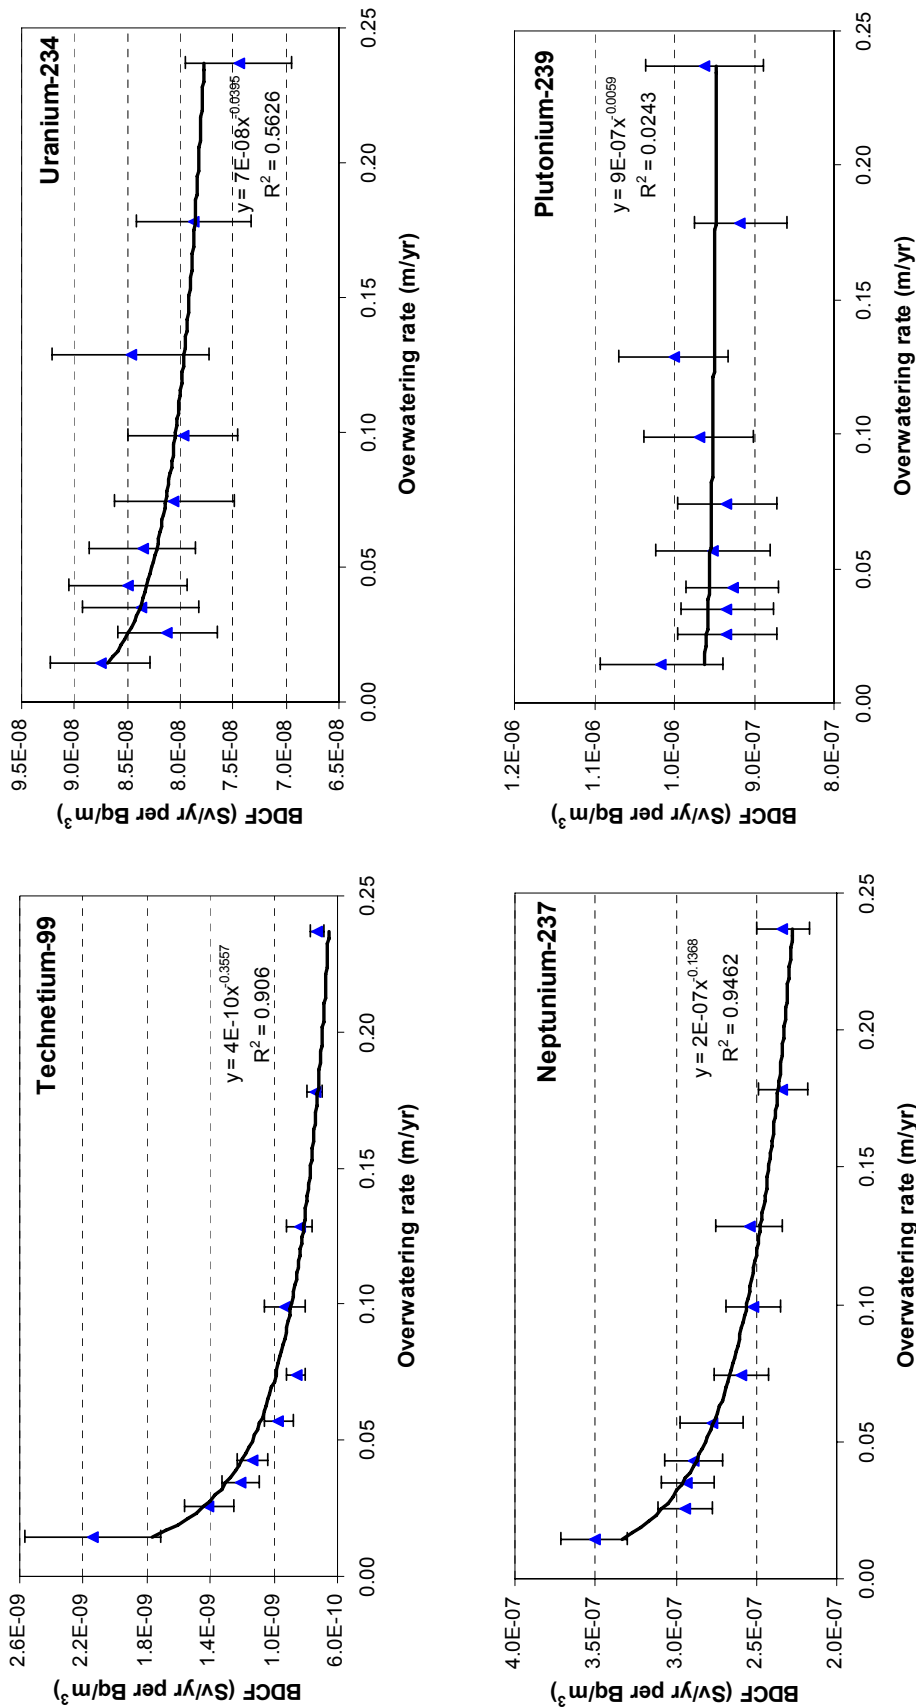 Technetium-99
y = 4E-10x^-0.3557
R² = 0.906
2.6E-09
2.2E-09
1.8E-09
1.4E-09
1.0E-09
6.0E-10
0.00 0.05 0.10 0.15 0.20 0.25
Overwatering rate (m/yr)
BDCF (Sv/yr per Bq/m³)
Uranium-234
y = 7E-08x^-0.0395
R² = 0.5626
9.5E-08
9.0E-08
8.5E-08
8.0E-08
7.5E-08
7.0E-08
6.5E-08
0.00 0.05 0.10 0.15 0.20 0.25
Overwatering rate (m/yr)
BDCF (Sv/yr per Bq/m³)
Neptunium-237
y = 2E-07x^-0.1368
R² = 0.9462
4.0E-07
3.5E-07
3.0E-07
2.5E-07
2.0E-07
0.00 0.05 0.10 0.15 0.20 0.25
Overwatering rate (m/yr)
BDCF (Sv/yr per Bq/m³)
Plutonium-239
y = 9E-07x^-0.0059
R² = 0.0243
1.2E-06
1.1E-06
1.0E-06
9.0E-07
8.0E-07
0.00 0.05 0.10 0.15 0.20 0.25
Overwatering rate (m/yr)
BDCF (Sv/yr per Bq/m³)